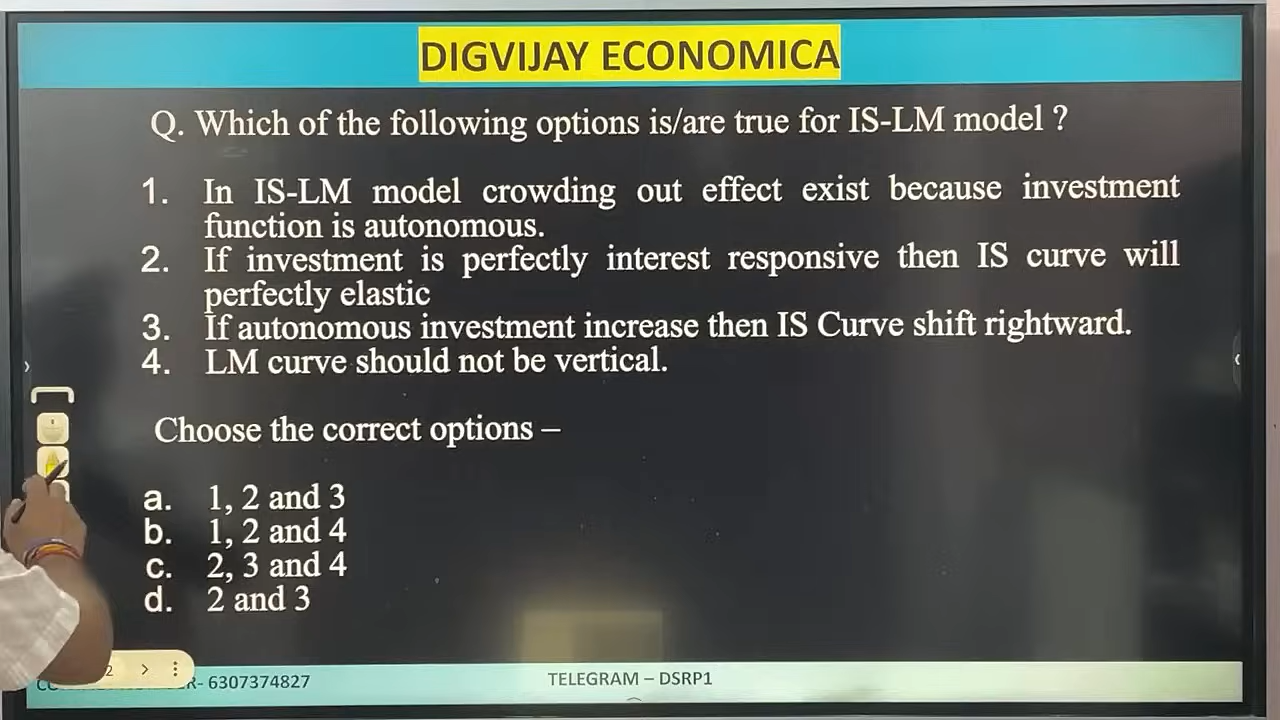 DIGVIJAY ECONOMICA
Q. Which of the following options is/are true for IS-LM model ?
1. In IS-LM model crowding out effect exist because investment
function is autonomous.
2. If investment is perfectly interest responsive then IS curve will
perfectly elastic
3. If autonomous investment increase then IS Curve shift rightward.
4. LM curve should not be vertical.
Choose the correct options –
a. 1, 2 and 3
b. 1, 2 and 4
c. 2, 3 and 4
d. 2 and 3
2 >
R- 6307374827
TELEGRAM – DSRP1